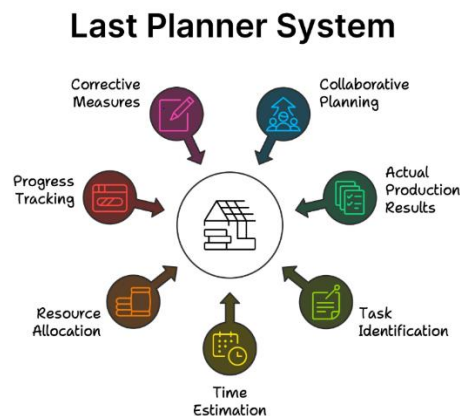 Last Planner System
Corrective
Measures
Collaborative
Planning
Progress
Tracking
Actual
Production
Results
Resource
Allocation
Task
Identification
Time
Estimation